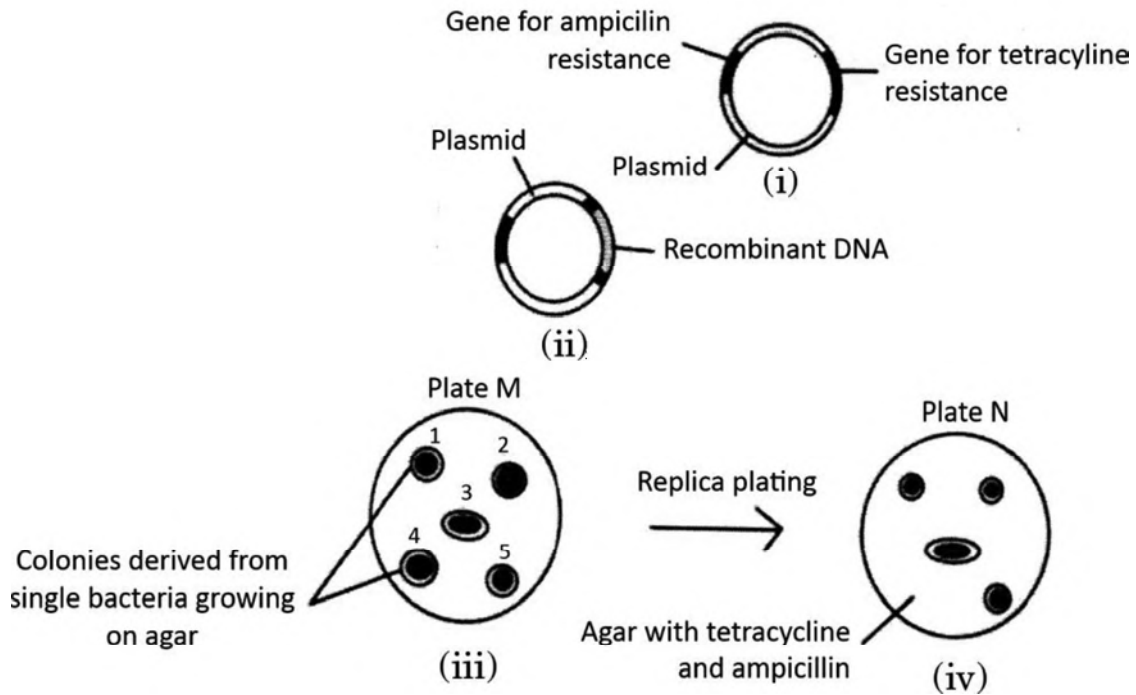 Gene for ampicilin
resistance
Gene for tetracyline
resistance
Plasmid
(i)
Plasmid
Recombinant DNA
(ii)
Plate M
1
2
3
4
5
Colonies derived from
single bacteria growing
on agar
(iii)
Replica plating
Plate N
Agar with tetracycline
and ampicillin
(iv)